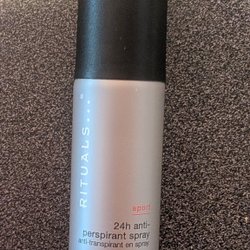 RITUALS...®
sport
24h anti-
perspirant spray
anti-transpirant en spray